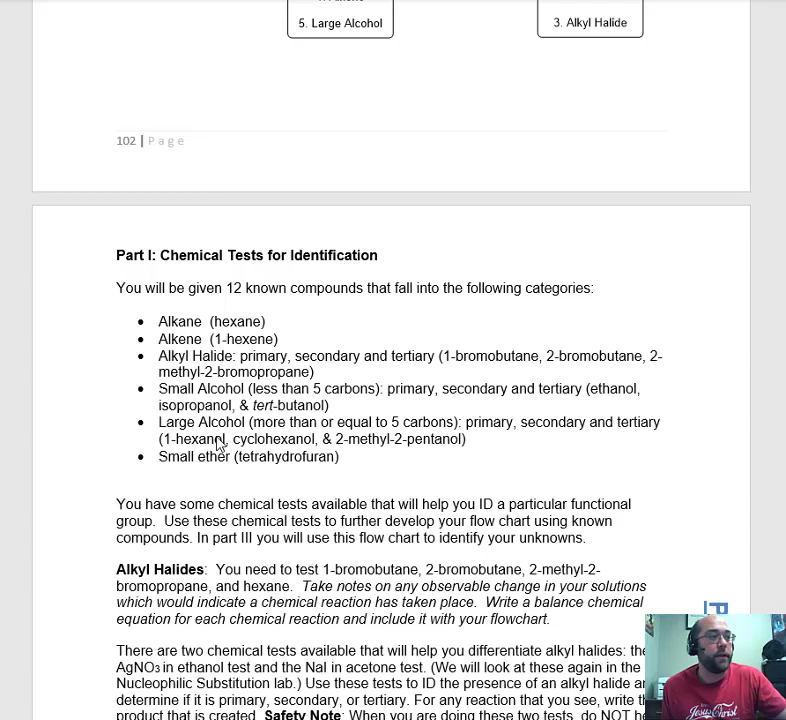 5. Large Alcohol
3. Alkyl Halide
102 | Page
Part I: Chemical Tests for Identification
You will be given 12 known compounds that fall into the following categories:
• Alkane (hexane)
• Alkene (1-hexene)
• Alkyl Halide: primary, secondary and tertiary (1-bromobutane, 2-bromobutane, 2-
methyl-2-bromopropane)
• Small Alcohol (less than 5 carbons): primary, secondary and tertiary (ethanol,
isopropanol, & tert-butanol)
• Large Alcohol (more than or equal to 5 carbons): primary, secondary and tertiary
(1-hexanol, cyclohexanol, & 2-methyl-2-pentanol)
• Small ether (tetrahydrofuran)
You have some chemical tests available that will help you ID a particular functional
group. Use these chemical tests to further develop your flow chart using known
compounds. In part III you will use this flow chart to identify your unknowns.
Alkyl Halides: You need to test 1-bromobutane, 2-bromobutane, 2-methyl-2-
bromopropane, and hexane. Take notes on any observable change in your solutions
which would indicate a chemical reaction has taken place. Write a balance chemical
equation for each chemical reaction and include it with your flowchart.
There are two chemical tests available that will help you differentiate alkyl halides:
AgNO3 in ethanol test and the NaI in acetone test. (We will look at these again in the
Nucleophilic Substitution lab.) Use these tests to ID the presence of an alkyl halide
determine if it is primary, secondary, or tertiary. For any reaction that you see, write
product that is created. Safety Note: When you are doing these two tests, do NOT
Jesus Christ